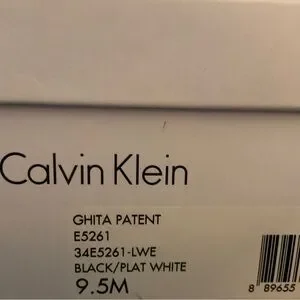 Calvin Klein
GHITA PATENT
E5261
34E5261-LWE
BLACK/PLAT WHITE
9.5M
8 89655